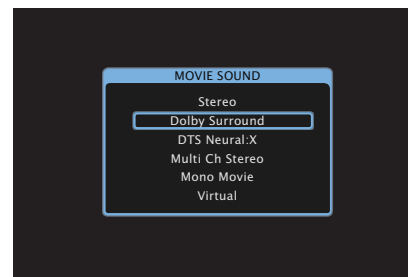 MOVIE SOUND
Stereo
Dolby Surround
DTS Neural:X
Multi Ch Stereo
Mono Movie
Virtual